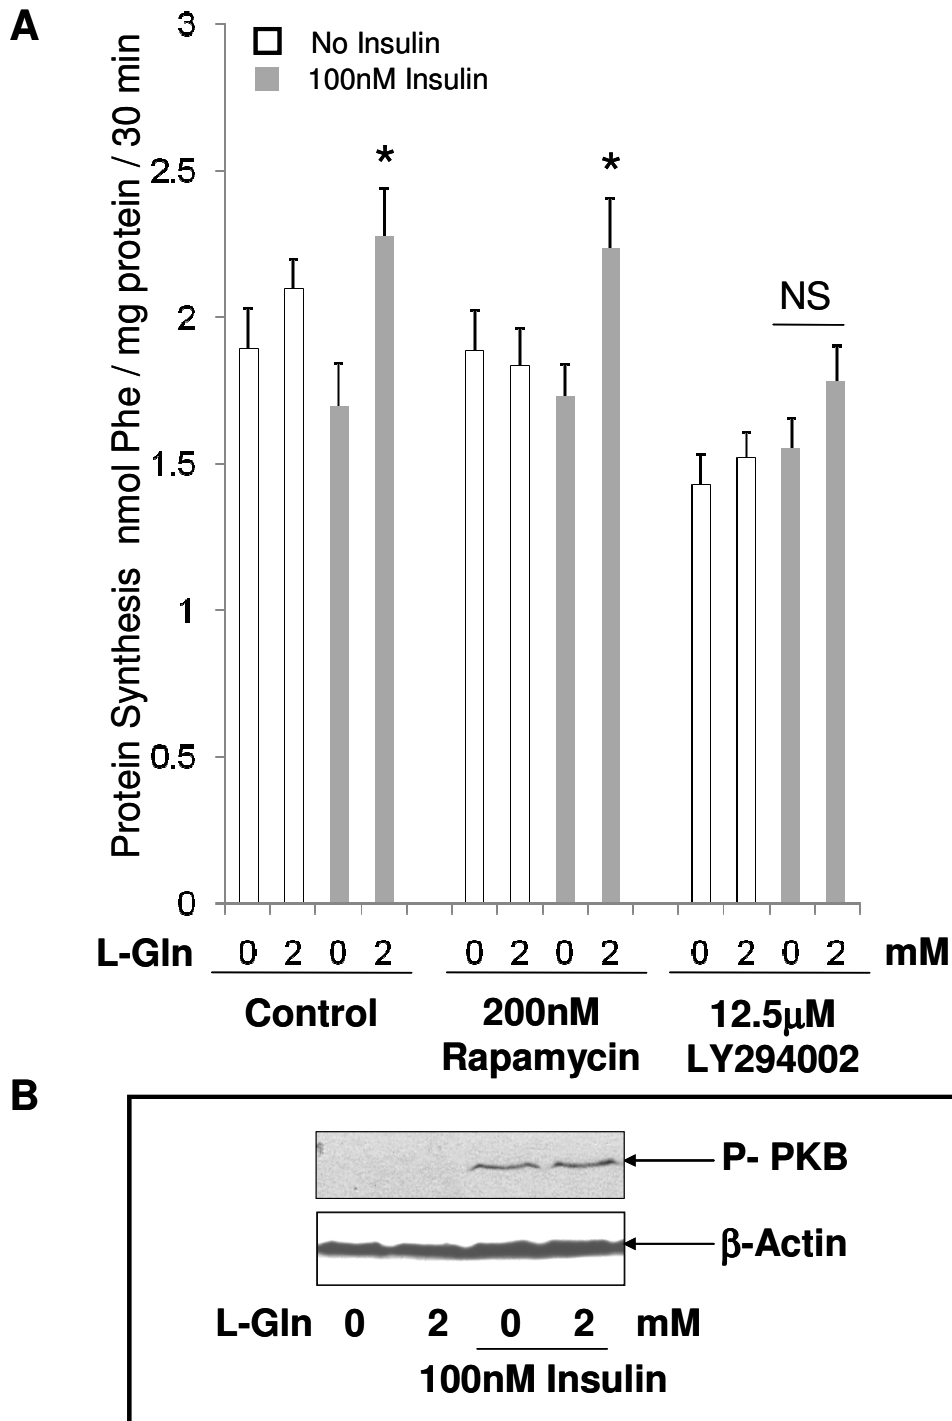 A
Protein Synthesis nmol Phe / mg protein / 30 min
3
2.5
2
1.5
1
0.5
0
No Insulin
100nM Insulin
*
*
NS
L-Gln 0 2 0 2 0 2 0 2 0 2 0 2 mM
Control
200nM
Rapamycin
12.5μM
LY294002
B
P- PKB
β-Actin
L-Gln 0 2 0 2 mM
100nM Insulin